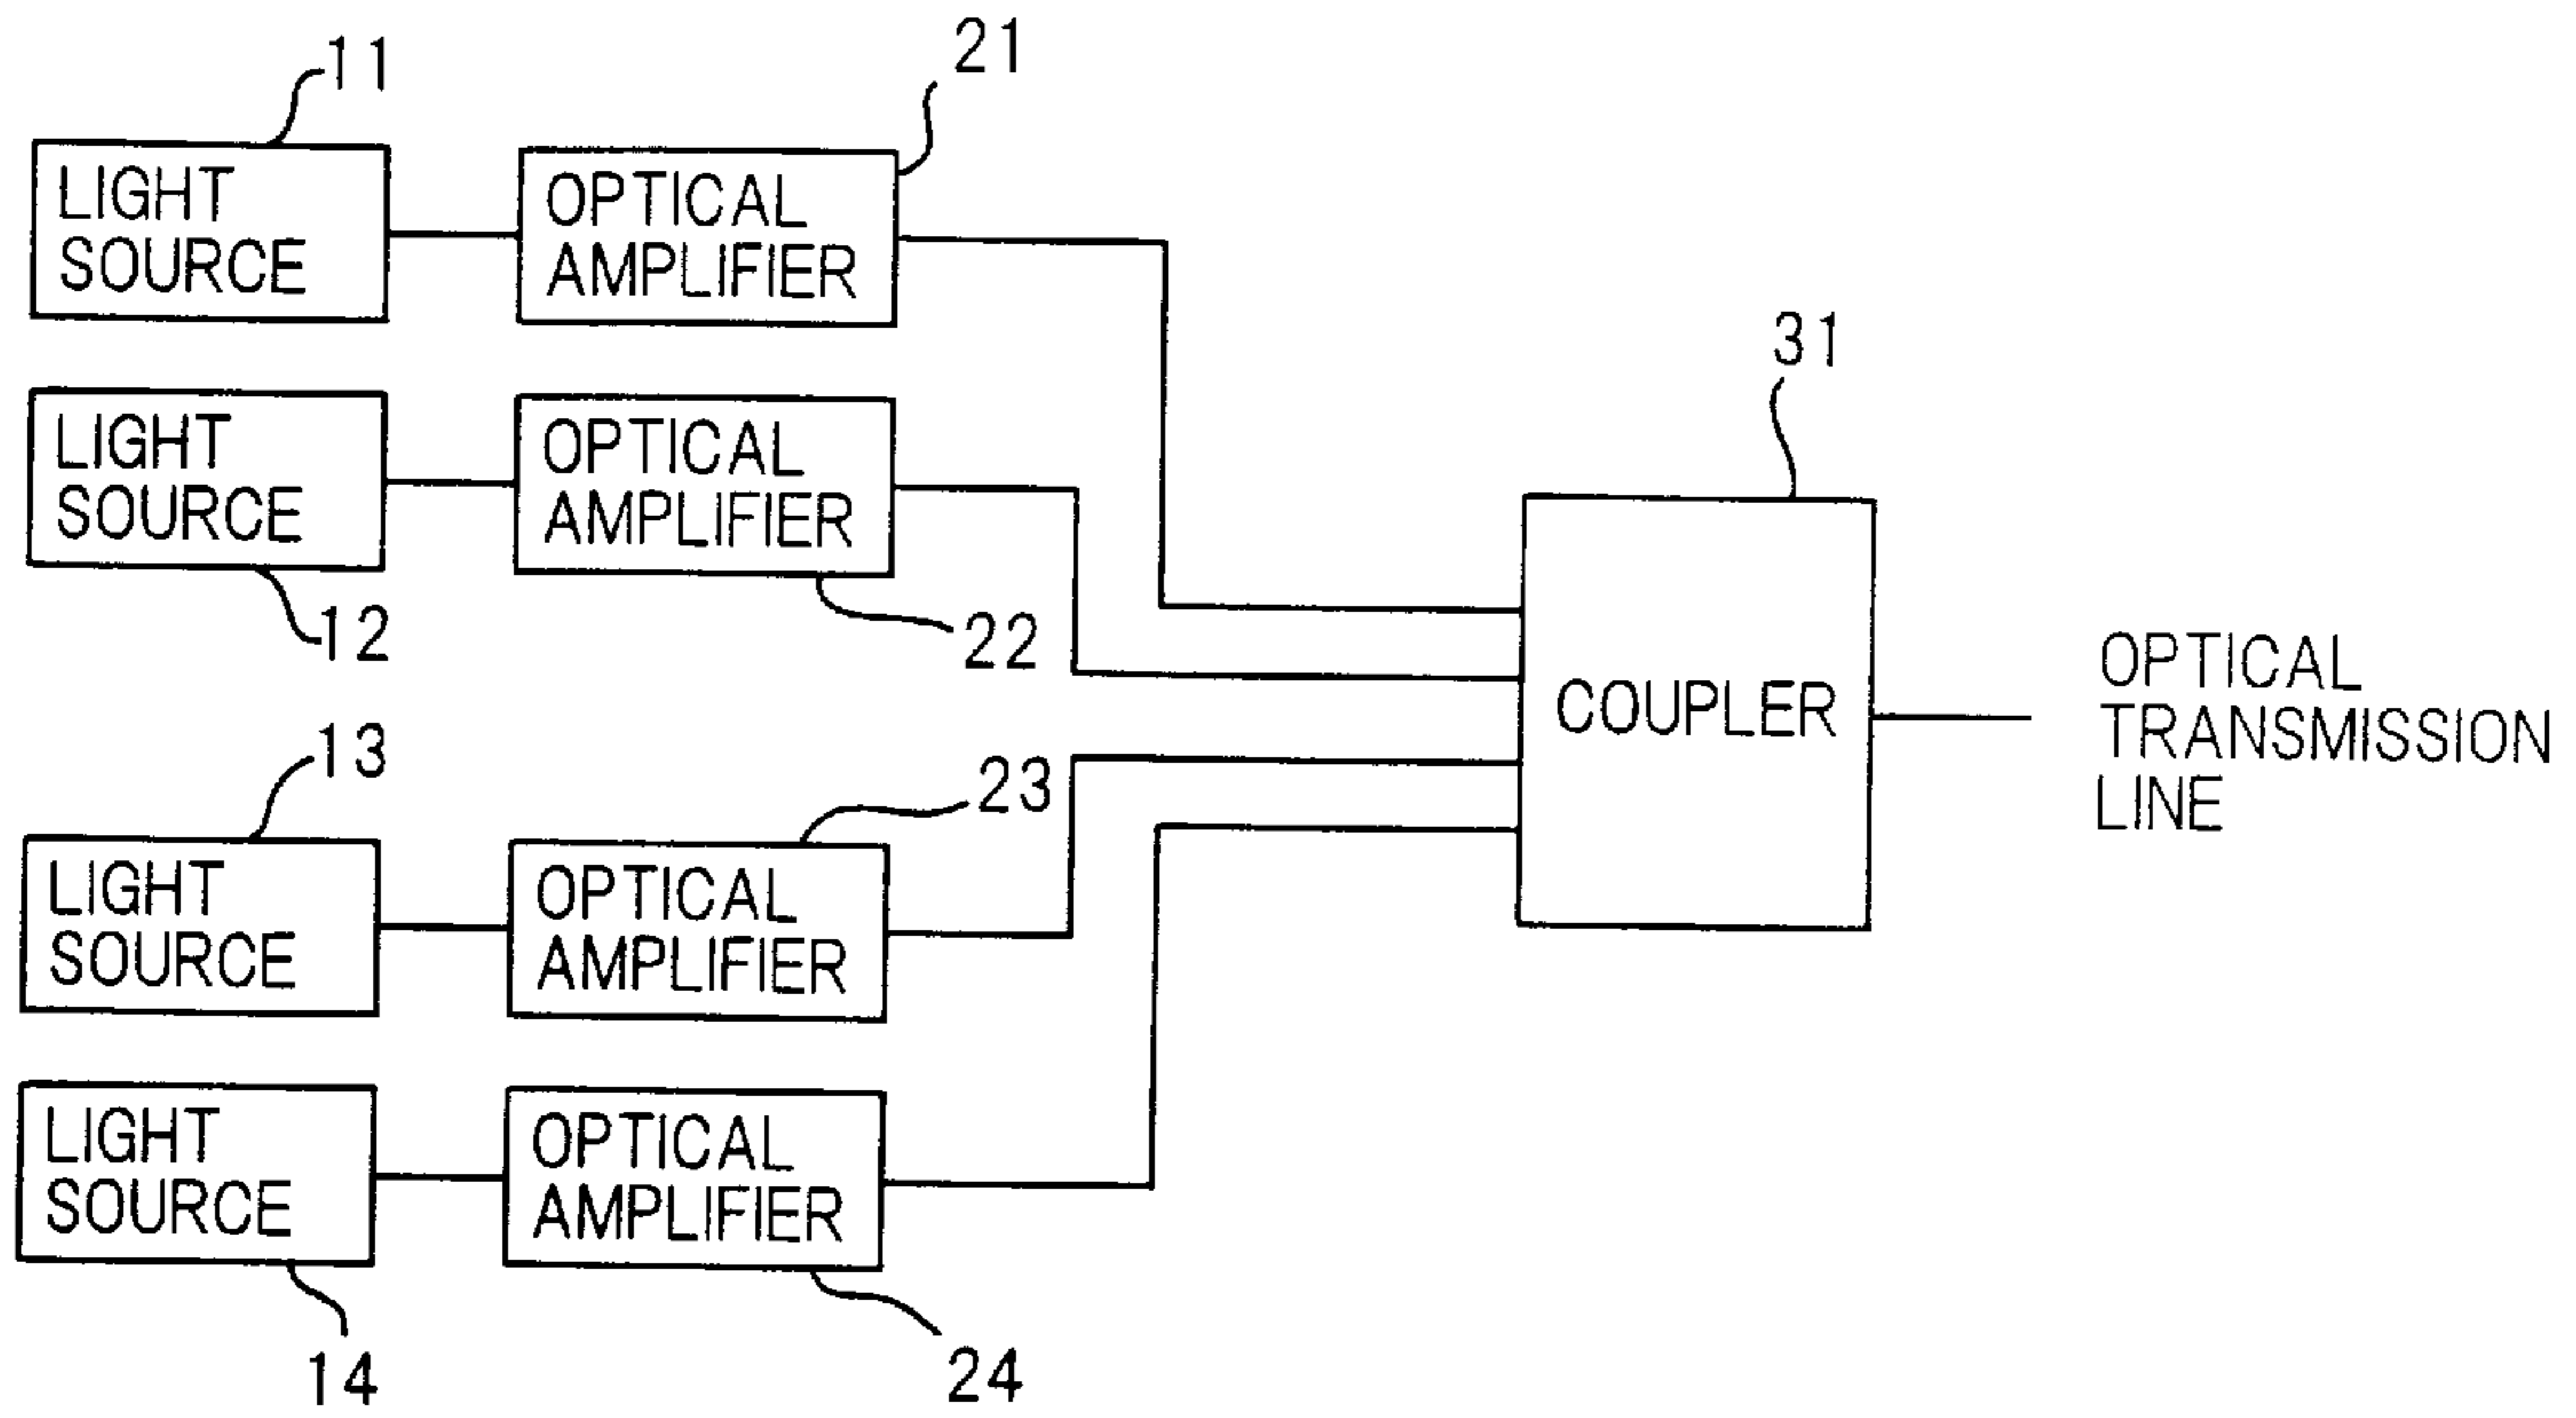 11
21
LIGHT
SOURCE
OPTICAL
AMPLIFIER
31
LIGHT
SOURCE
OPTICAL
AMPLIFIER
12
22
COUPLER
OPTICAL
TRANSMISSION
LINE
13
23
LIGHT
SOURCE
OPTICAL
AMPLIFIER
LIGHT
SOURCE
OPTICAL
AMPLIFIER
14
24